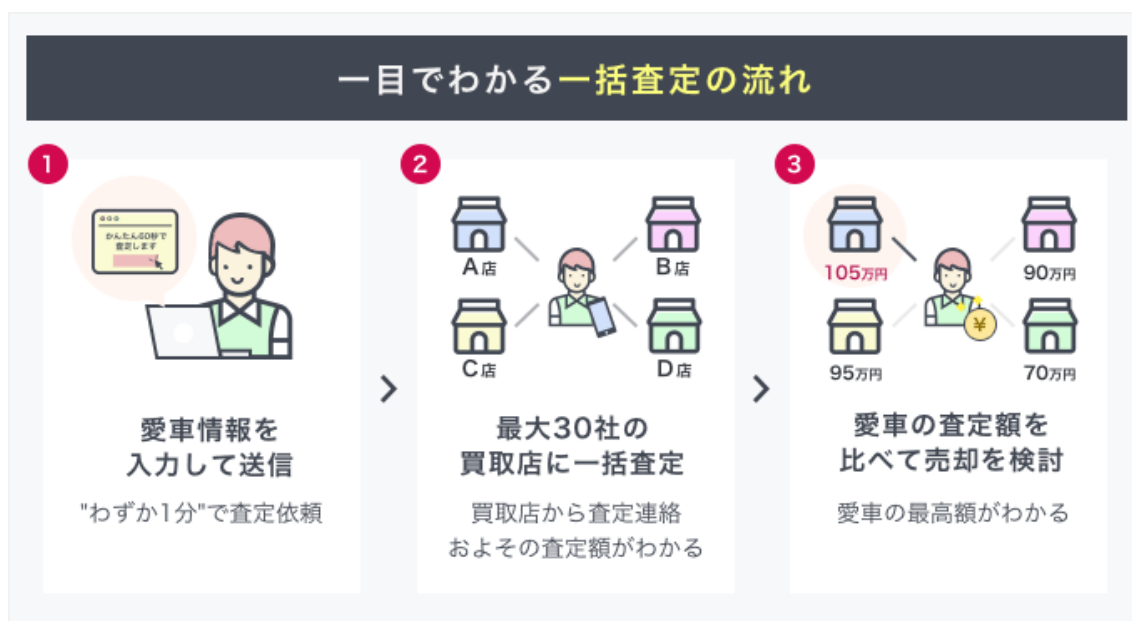 一目でわかる一括査定の流れ
1
かんたん60秒で
査定します
愛車情報を
入力して送信
"わずか1分"で査定依頼
2
A店
B店
C店
D店
最大30社の
買取店に一括査定
買取店から査定連絡
およその査定額がわかる
3
105万円
90万円
95万円
70万円
¥
愛車の査定額を
比べて売却を検討
愛車の最高額がわかる